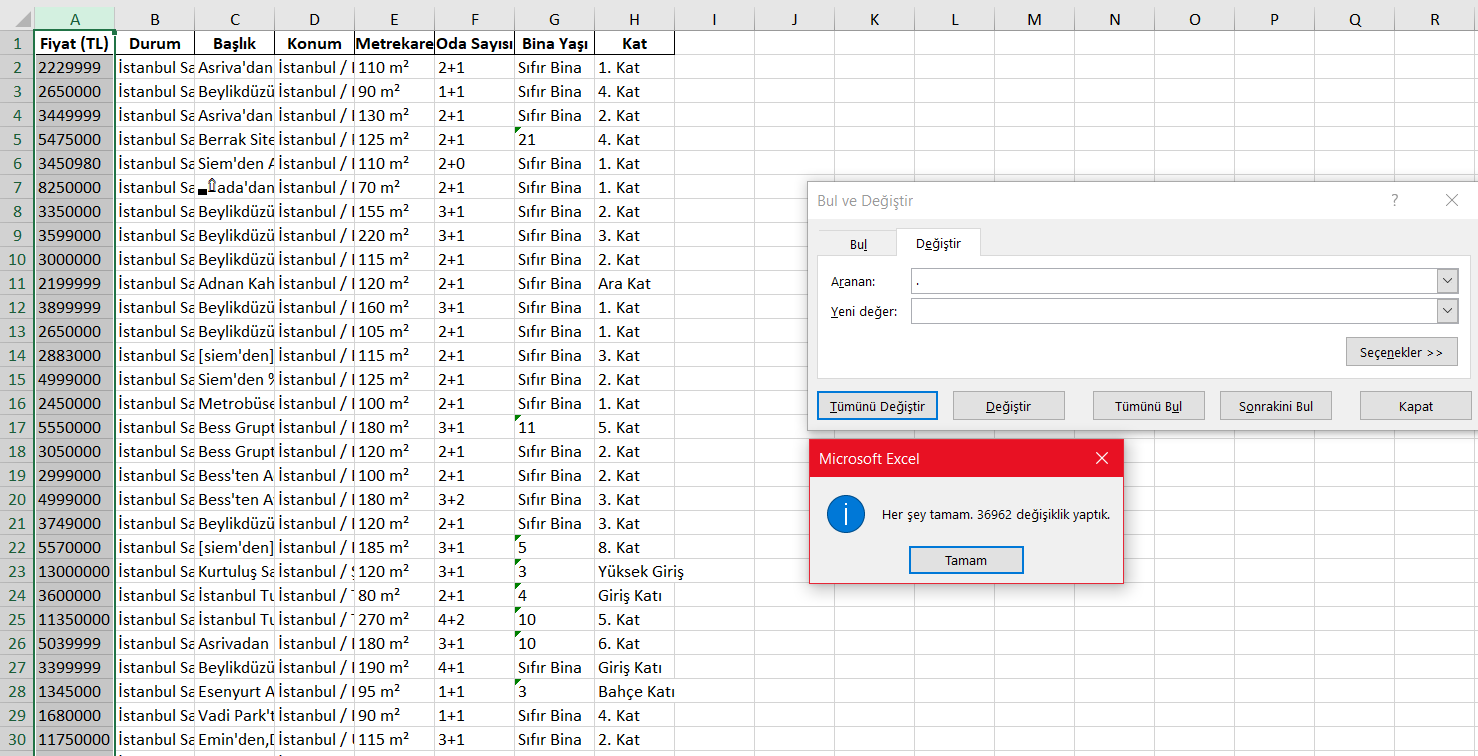 A B C D E F G H I J K L M N O P Q R
1 Fiyat (TL) Durum Başlık Konum Metrekare Oda Sayısı Bina Yaşı Kat
2 2229999 İstanbul Sa Asriva'dan İstanbul / 110 m² 2+1 Sıfır Bina 1. Kat
3 2650000 İstanbul Sa Beylikdüzü İstanbul / 90 m² 1+1 Sıfır Bina 4. Kat
4 3449999 İstanbul Sa Asriva'dan İstanbul / 130 m² 2+1 Sıfır Bina 2. Kat
5 5475000 İstanbul Sa Berrak Site İstanbul / 125 m² 2+1 21 4. Kat
6 3450980 İstanbul Sa Siem'den A İstanbul / 110 m² 2+0 Sıfır Bina 1. Kat
7 8250000 İstanbul Sa ada'dan İstanbul / 70 m² 2+1 Sıfır Bina 1. Kat
8 3350000 İstanbul Sa Beylikdüzü İstanbul / 155 m² 3+1 Sıfır Bina 2. Kat
9 3599000 İstanbul Sa Beylikdüzü İstanbul / 220 m² 3+1 Sıfır Bina 3. Kat
10 3000000 İstanbul Sa Beylikdüzü İstanbul / 115 m² 2+1 Sıfır Bina 2. Kat
11 2199999 İstanbul Sa Adnan Kah İstanbul / 120 m² 2+1 Sıfır Bina Ara Kat
12 3899999 İstanbul Sa Beylikdüzü İstanbul / 160 m² 3+1 Sıfır Bina 1. Kat
13 2650000 İstanbul Sa Beylikdüzü İstanbul / 105 m² 2+1 Sıfır Bina 1. Kat
14 2883000 İstanbul Sa [siem'den] İstanbul / 115 m² 2+1 Sıfır Bina 3. Kat
15 4999000 İstanbul Sa Siem'den % İstanbul / 125 m² 2+1 Sıfır Bina 2. Kat
16 2450000 İstanbul Sa Metrobüse İstanbul / 100 m² 2+1 Sıfır Bina 1. Kat
17 5550000 İstanbul Sa Bess Grupt İstanbul / 180 m² 3+1 11 5. Kat
18 3050000 İstanbul Sa Bess Grupt İstanbul / 120 m² 2+1 Sıfır Bina 2. Kat
19 2999000 İstanbul Sa Bess'ten A İstanbul / 100 m² 2+1 Sıfır Bina 2. Kat
20 4999000 İstanbul Sa Bess'ten A İstanbul / 180 m² 3+2 Sıfır Bina 3. Kat
21 3749000 İstanbul Sa Beylikdüzü İstanbul / 120 m² 2+1 Sıfır Bina 3. Kat
22 5570000 İstanbul Sa [siem'den] İstanbul / 185 m² 3+1 5 8. Kat
23 13000000 İstanbul Sa Kurtuluş Sa İstanbul / Ş 120 m² 3+1 3 Yüksek Giriş
24 3600000 İstanbul Sa İstanbul Tu İstanbul / 80 m² 2+1 4 Giriş Katı
25 11350000 İstanbul Sa İstanbul Tu İstanbul / 270 m² 4+2 10 5. Kat
26 5039999 İstanbul Sa Asrivadan İstanbul / 180 m² 3+1 10 6. Kat
27 3399999 İstanbul Sa Beylikdüzü İstanbul / 190 m² 4+1 Sıfır Bina Giriş Katı
28 1345000 İstanbul Sa Esenyurt A İstanbul / 95 m² 1+1 3 Bahçe Katı
29 1680000 İstanbul Sa Vadi Park't İstanbul / 90 m² 1+1 Sıfır Bina 4. Kat
30 11750000 İstanbul Sa Emin'den,D İstanbul / 115 m² 3+1 Sıfır Bina 2. Kat
Bul ve Değiştir ?
Bul Değiştir
Aranan: .
Yeni değer:
Seçenekler >>
Tümünü Değiştir Değiştir Tümünü Bul Sonrakini Bul Kapat
Microsoft Excel
Her şey tamam. 36962 değişiklik yaptık.
Tamam